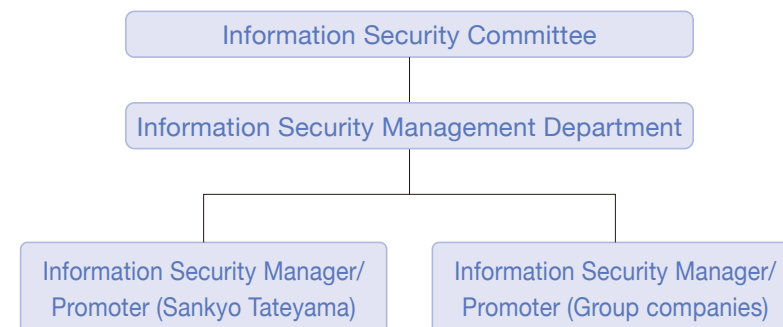 Information Security Committee
Information Security Management Department
Information Security Manager/
Promoter (Sankyo Tateyama)
Information Security Manager/
Promoter (Group companies)